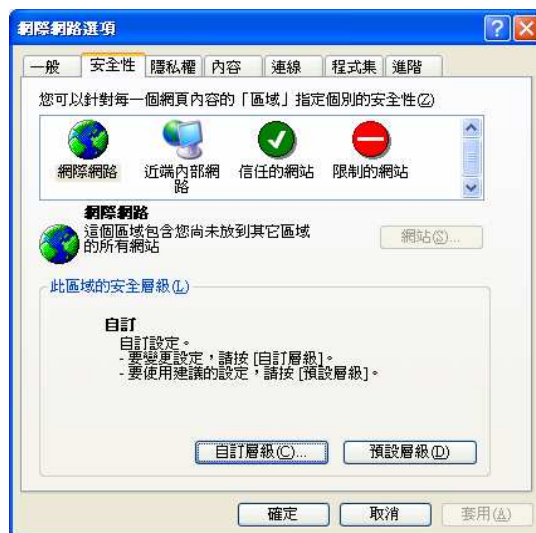 網際網路選項
一般 安全性 隱私權 內容 連線 程式集 進階
您可以針對每一個網頁內容的「區域」指定個別的安全性(Z)
網際網路 近端內部網路 信任的網站 限制的網站
網際網路
這個區域包含您尚未放到其它區域
的所有網站
網站(S)...
此區域的安全層級(L)
自訂
自訂設定。
- 要變更設定，請按 [自訂層級]。
- 要使用建議的設定，請按 [預設層級]。
自訂層級(C)... 預設層級(D)
確定 取消 套用(A)